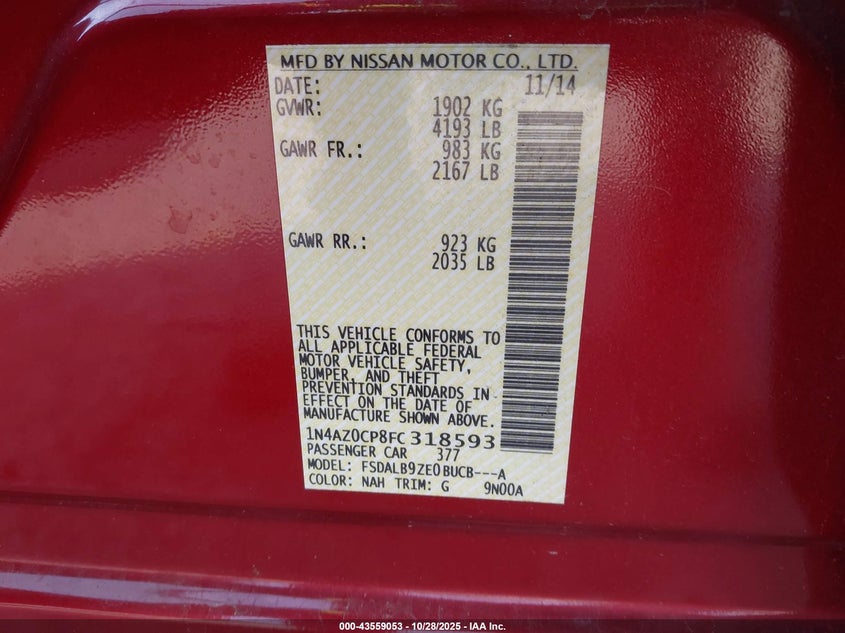 MFD BY NISSAN MOTOR CO., LTD.
DATE: 11/14
GVWR: 1902 KG
4193 LB
GAWR FR.: 983 KG
2167 LB
GAWR RR.: 923 KG
2035 LB
THIS VEHICLE CONFORMS TO
ALL APPLICABLE FEDERAL
MOTOR VEHICLE SAFETY,
BUMPER, AND THEFT
PREVENTION STANDARDS IN
EFFECT ON THE DATE OF
MANUFACTURE SHOWN ABOVE.
1N4AZ0CP8FC318593
PASSENGER CAR 377
MODEL: FSDALB9ZE0BUCB---A
COLOR: NAH TRIM: G 9N00A
000-43559053 - 10/28/2025 - IAA Inc.